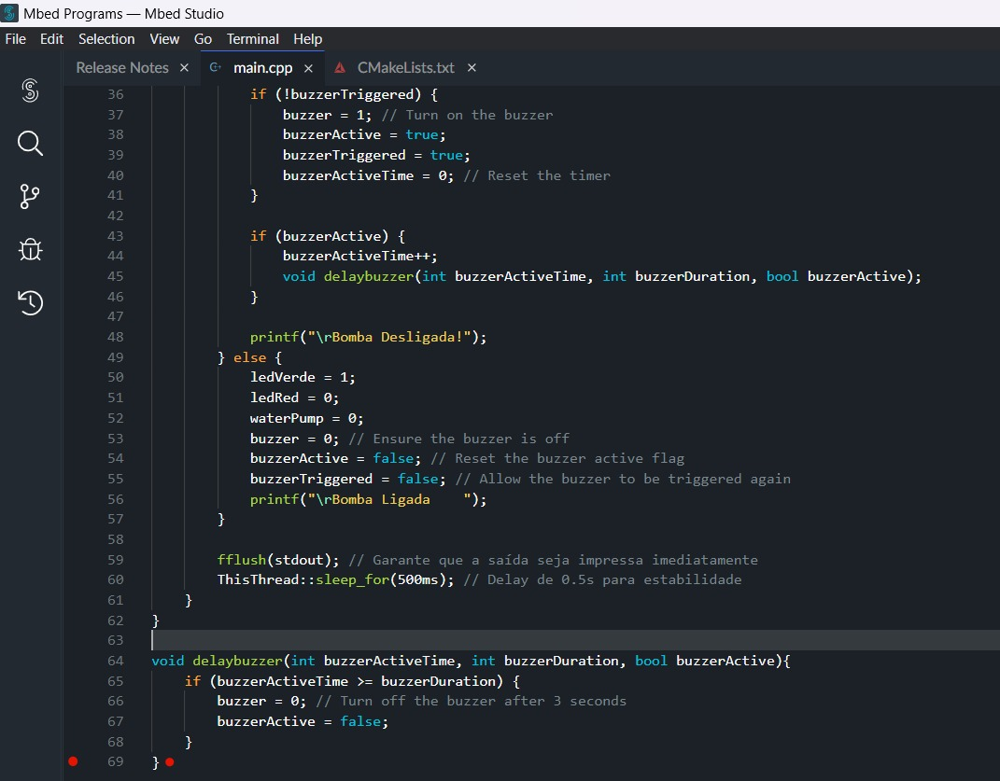 Mbed Programs — Mbed Studio
File Edit Selection View Go Terminal Help
Release Notes × main.cpp × CMakeLists.txt ×
36 if (!buzzerTriggered) {
37 buzzer = 1; // Turn on the buzzer
38 buzzerActive = true;
39 buzzerTriggered = true;
40 buzzerActiveTime = 0; // Reset the timer
41 }
42
43 if (buzzerActive) {
44 buzzerActiveTime++;
45 void delaybuzzer(int buzzerActiveTime, int buzzerDuration, bool buzzerActive);
46 }
47
48 printf("\rBomba Desligada!");
49 } else {
50 ledVerde = 1;
51 ledRed = 0;
52 waterPump = 0;
53 buzzer = 0; // Ensure the buzzer is off
54 buzzerActive = false; // Reset the buzzer active flag
55 buzzerTriggered = false; // Allow the buzzer to be triggered again
56 printf("\rBomba Ligada    ");
57 }
58
59 fflush(stdout); // Garante que a saída seja impressa imediatamente
60 ThisThread::sleep_for(500ms); // Delay de 0.5s para estabilidade
61 }
62 }
63
64 void delaybuzzer(int buzzerActiveTime, int buzzerDuration, bool buzzerActive){
65 if (buzzerActiveTime >= buzzerDuration) {
66 buzzer = 0; // Turn off the buzzer after 3 seconds
67 buzzerActive = false;
68 }
69 }